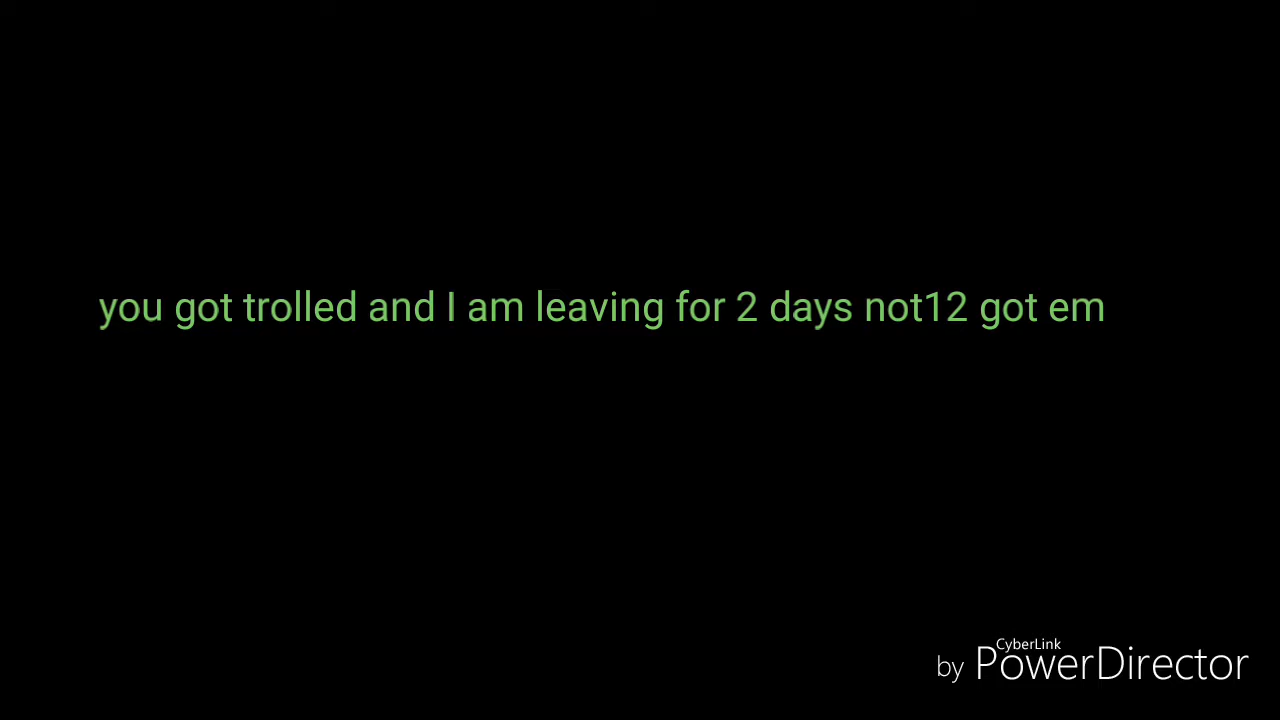 you got trolled and I am leaving for 2 days not12 got em
CyberLink
by PowerDirector